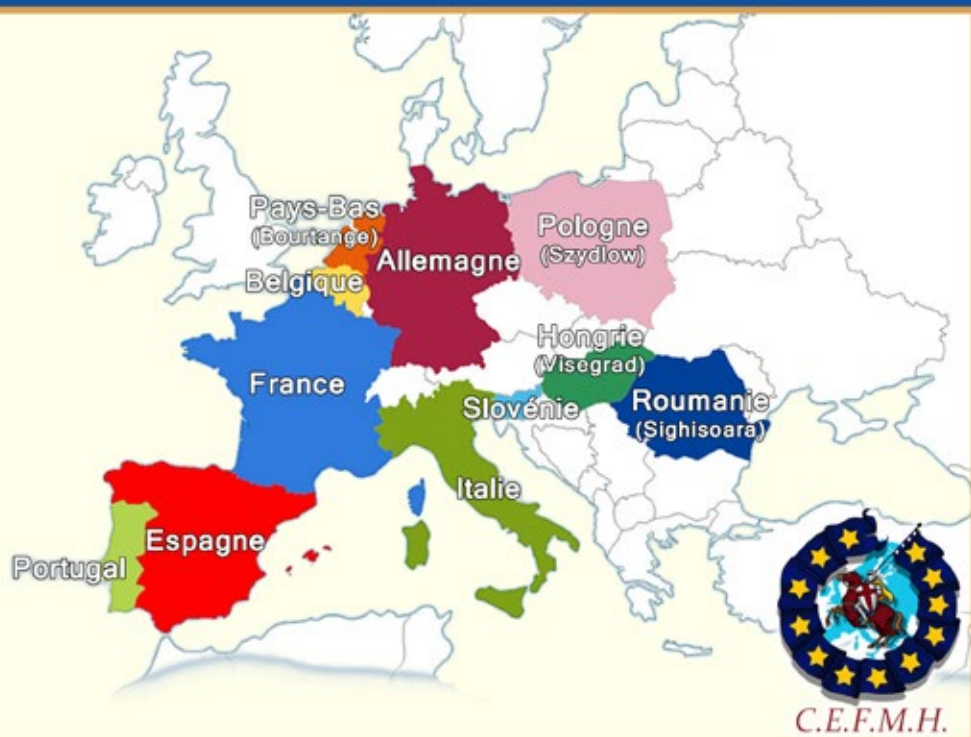 Pays-Bas
(Bourtange)
Pologne
(Szydlow)
Allemagne
Belgique
Hongrie
(Visegrad)
France
Slovénie
Roumanie
(Sighisoara)
Italie
Espagne
Portugal
C.E.F.M.H.